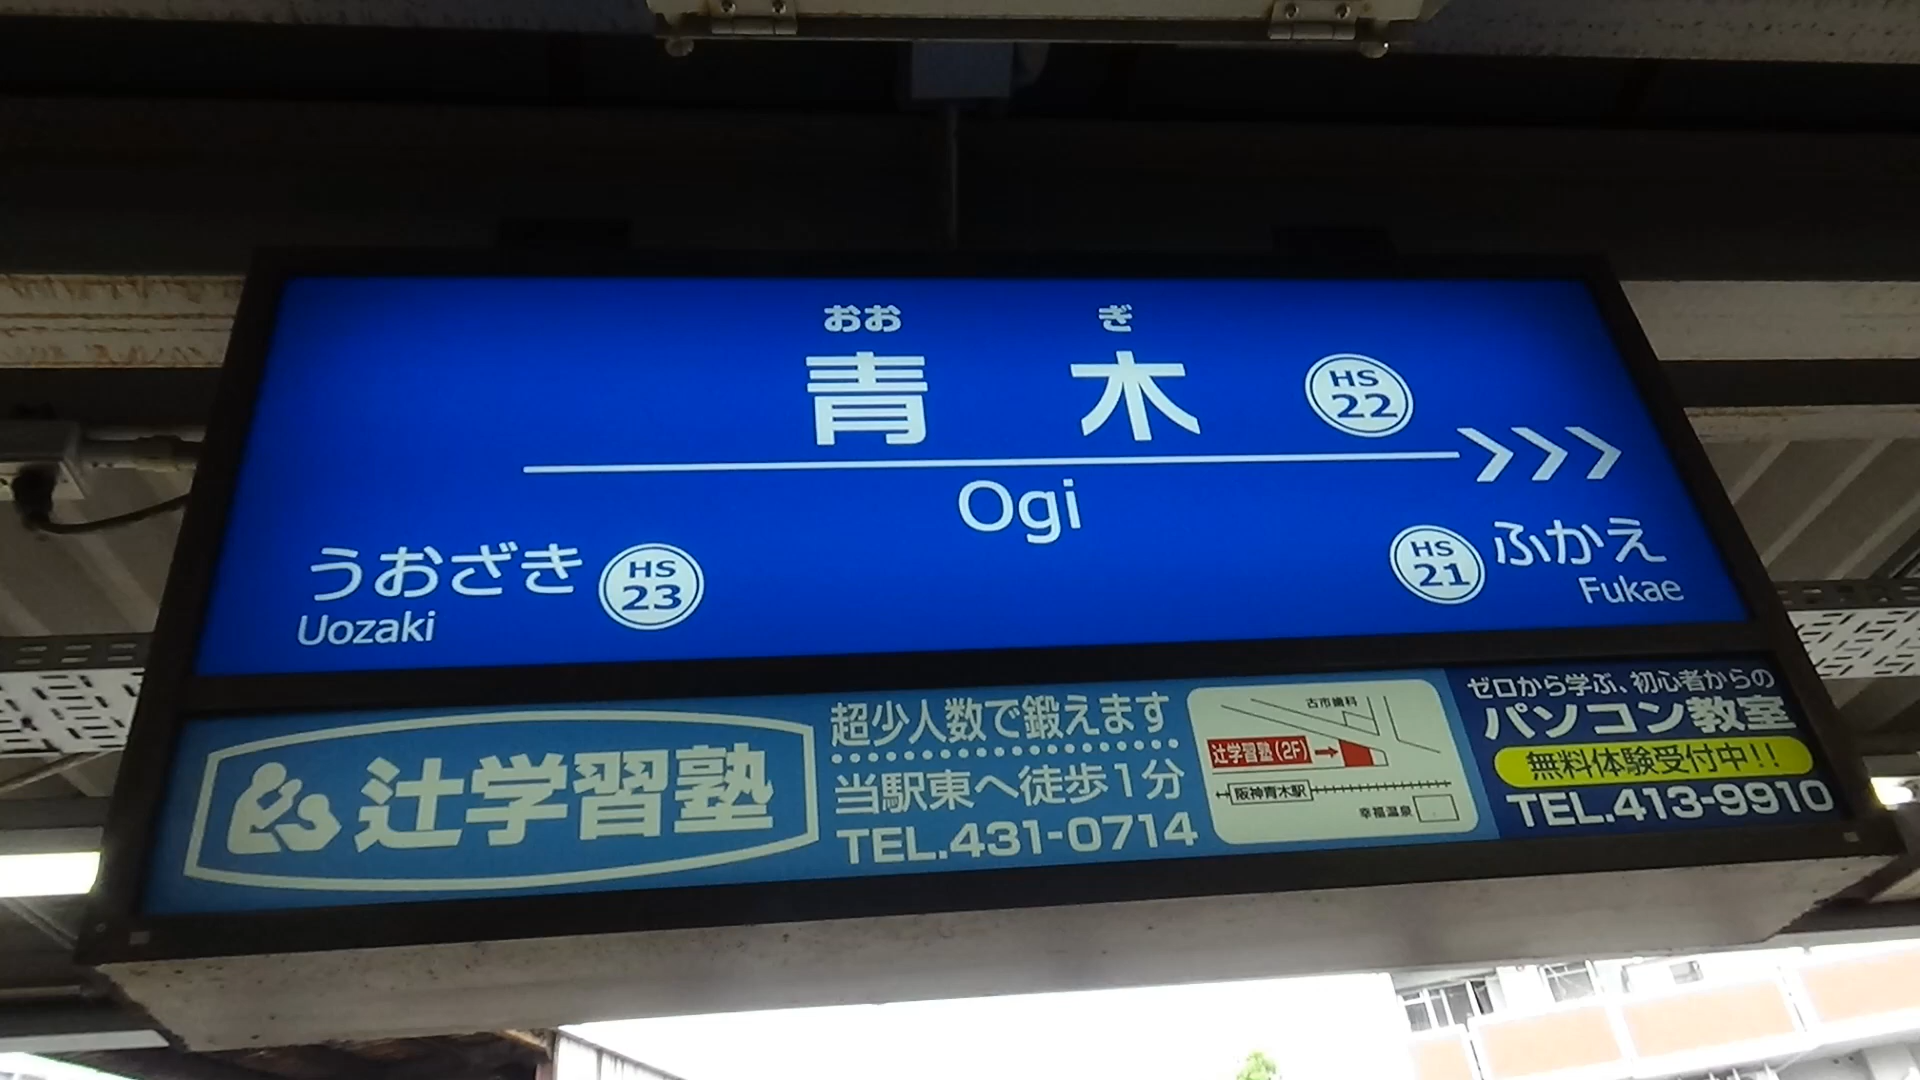 おお ぎ
青 木
HS
22
Ogi
うおざき
Uozaki
HS
23
HS
21
ふかえ
Fukae
辻学習塾
超少人数で鍛えます
当駅東へ徒歩1分
TEL.431-0714
古市歯科
辻学習塾(2F)
阪神青木駅
幸福温泉
ゼロから学ぶ、初心者からの
パソコン教室
無料体験受付中!!
TEL.413-9910